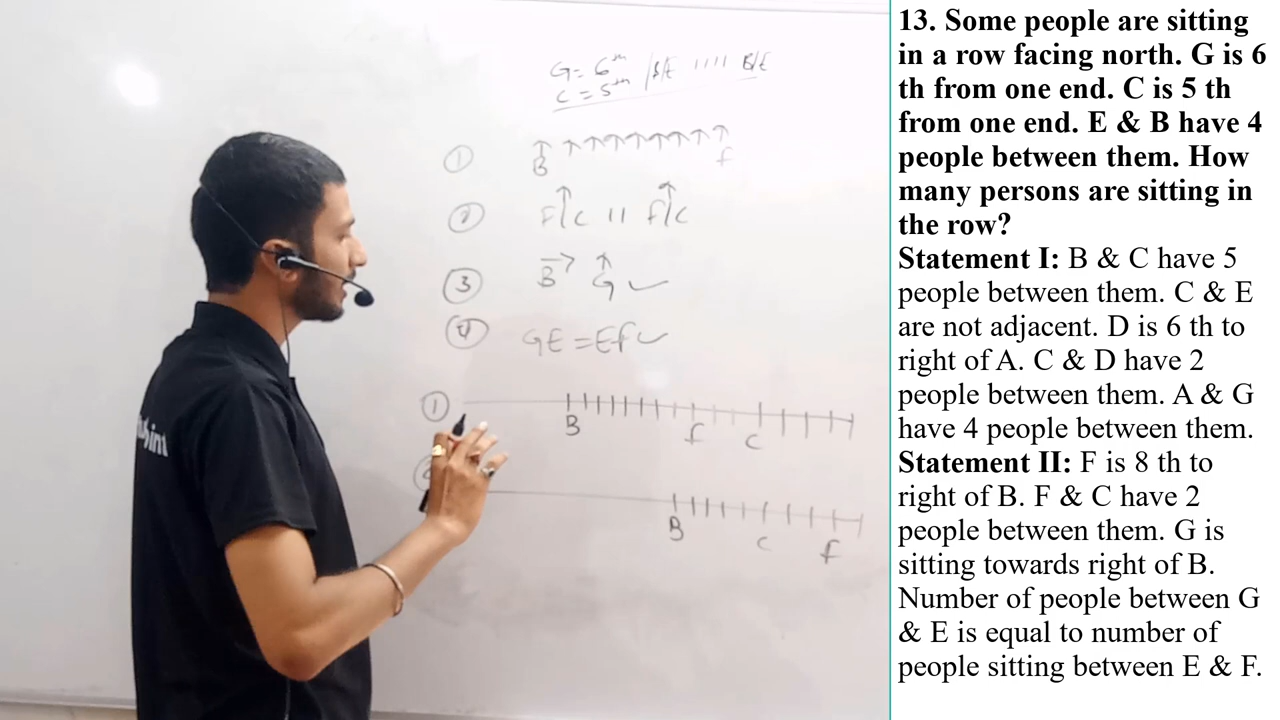 G = 6th /B/E IIII B/E
C = 5th
① B F
② F/C II F/C
③ B G ✓
④ GE = EF ✓
① B F C
B C F
13. Some people are sitting
in a row facing north. G is 6
th from one end. C is 5 th
from one end. E & B have 4
people between them. How
many persons are sitting in
the row?
Statement I: B & C have 5
people between them. C & E
are not adjacent. D is 6 th to
right of A. C & D have 2
people between them. A & G
have 4 people between them.
Statement II: F is 8 th to
right of B. F & C have 2
people between them. G is
sitting towards right of B.
Number of people between G
& E is equal to number of
people sitting between E & F.